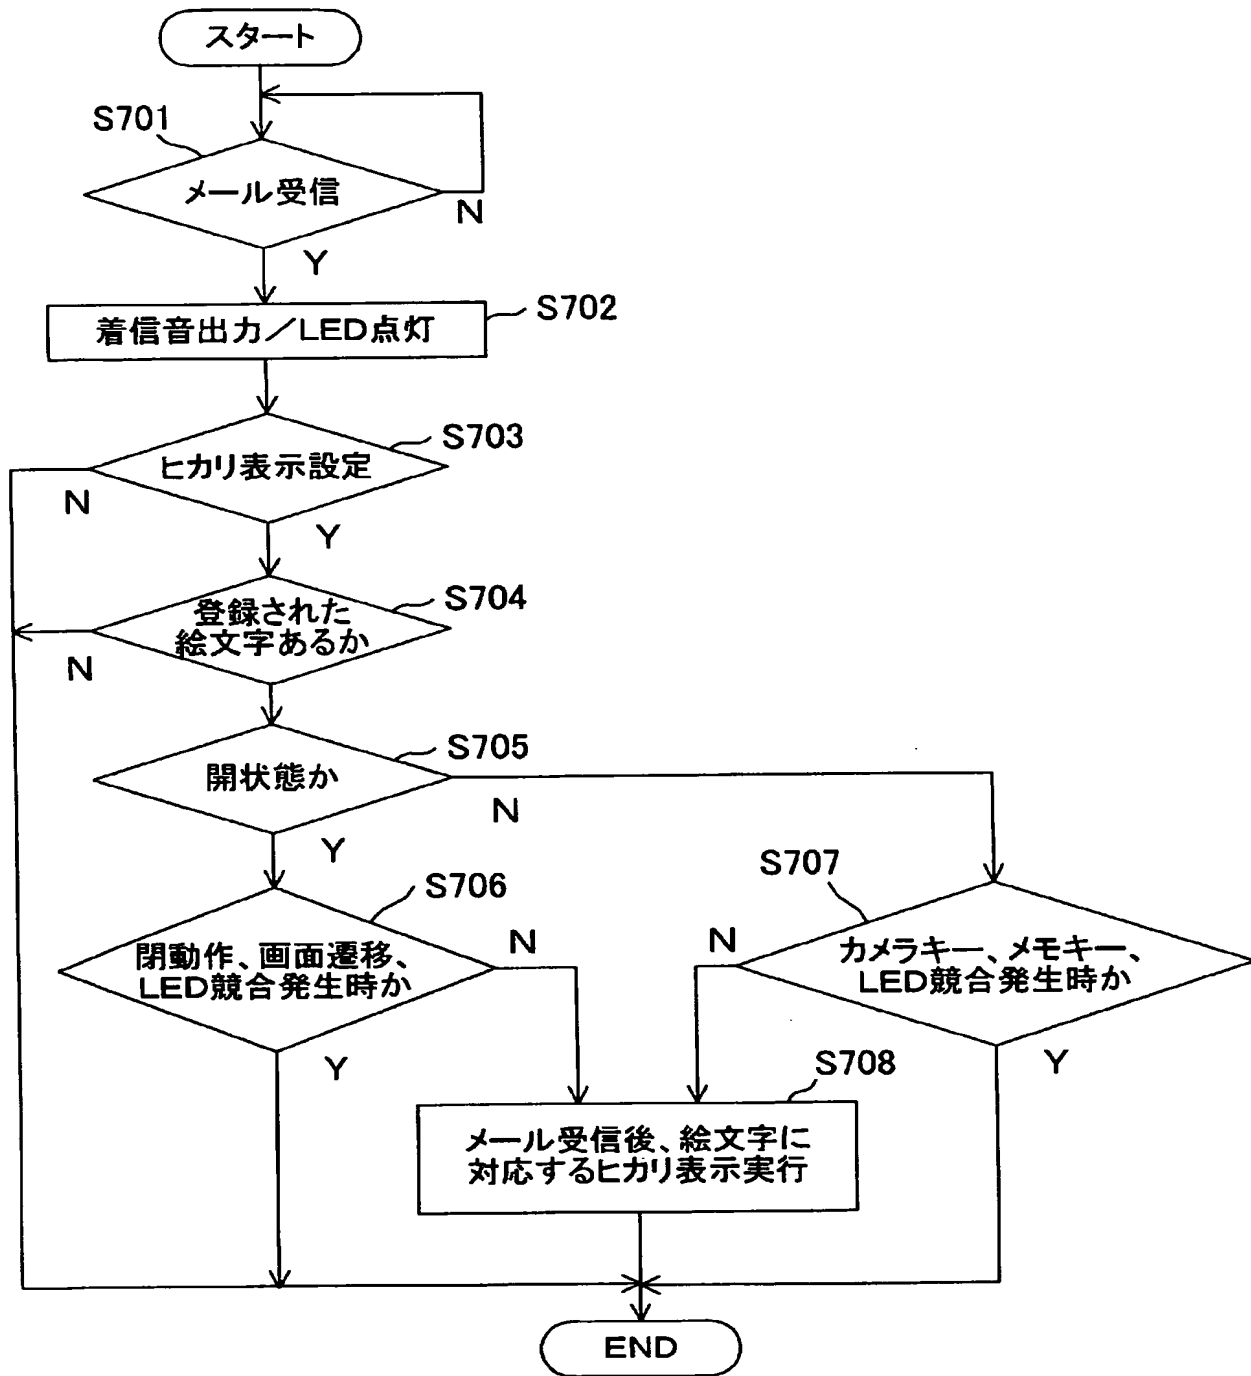 スタート
S701
メール受信
N
Y
着信音出力／LED点灯
S702
S703
ヒカリ表示設定
N
Y
S704
登録された
絵文字あるか
N
S705
開状態か
N
Y
S706
閉動作、画面遷移、
LED競合発生時か
N
Y
S707
カメラキー、メモキー、
LED競合発生時か
N
Y
S708
メール受信後、絵文字に
対応するヒカリ表示実行
END